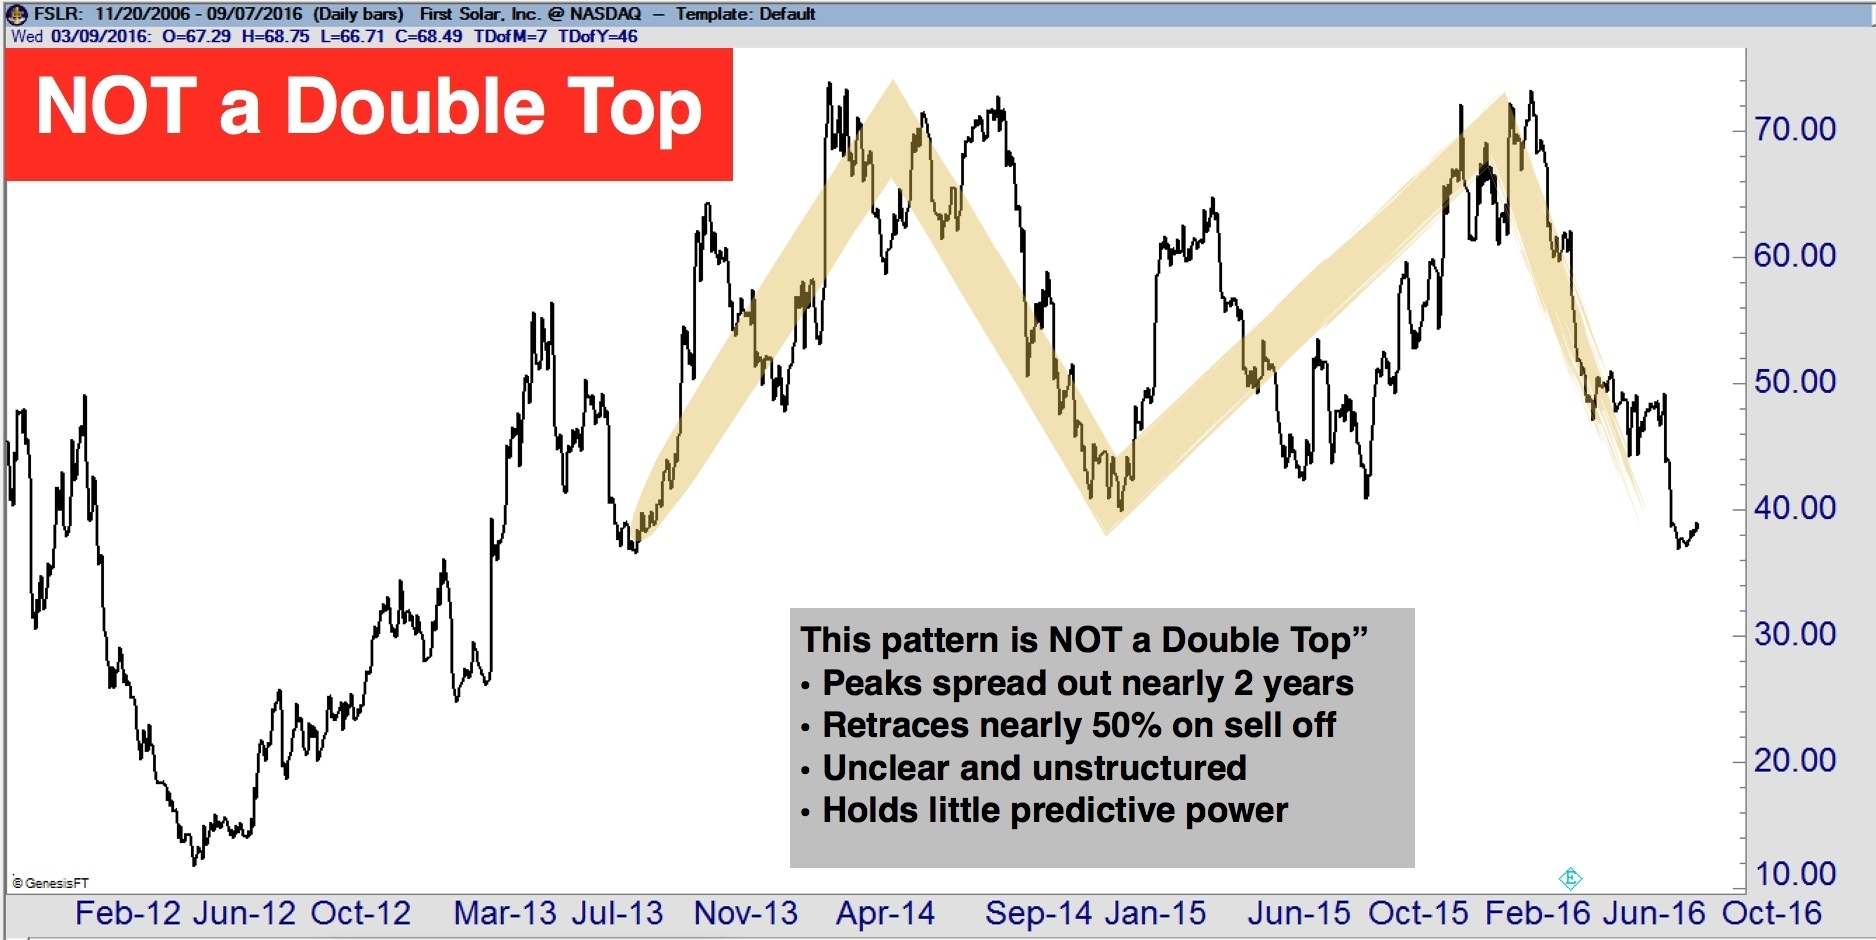 FSLR: 11/20/2006 - 09/07/2016 (Daily bars) First Solar, Inc. @ NASDAQ — Template: Default
Wed 03/09/2016: O=67.29 H=68.75 L=66.71 C=68.49 TDofM=7 TDofY=46
NOT a Double Top
70.00
60.00
50.00
40.00
30.00
20.00
10.00
This pattern is NOT a Double Top”
• Peaks spread out nearly 2 years
• Retraces nearly 50% on sell off
• Unclear and unstructured
• Holds little predictive power
E
© GenesisFT
Feb-12 Jun-12 Oct-12 Mar-13 Jul-13 Nov-13 Apr-14 Sep-14 Jan-15 Jun-15 Oct-15 Feb-16 Jun-16 Oct-16